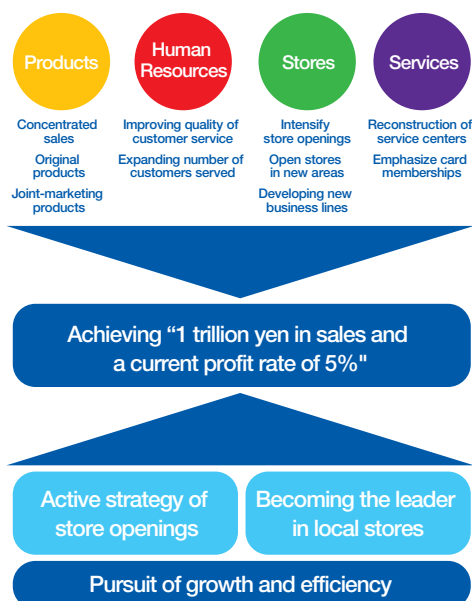 Products
Human
Resources
Stores
Services
Concentrated
sales
Original
products
Joint-marketing
products
Improving quality of
customer service
Expanding number of
customers served
Intensify
store openings
Open stores
in new areas
Developing new
business lines
Reconstruction of
service centers
Emphasize card
memberships
Achieving “1 trillion yen in sales and
a current profit rate of 5%"
Active strategy of
store openings
Becoming the leader
in local stores
Pursuit of growth and efficiency